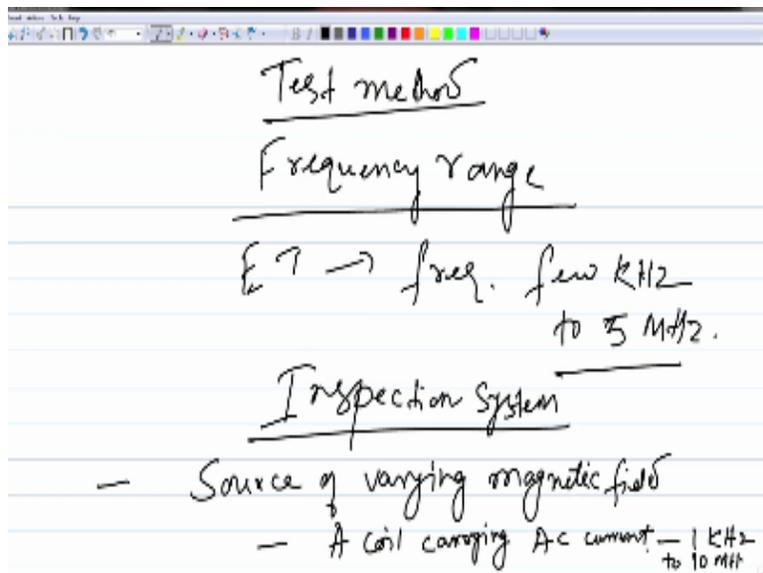 Test method
Frequency range
ET → freq. few KHz
to 5 MHz.
Inspection System
— Source of varying magnetic field
— A coil carrying AC current — 1 KHz
to 10 MH